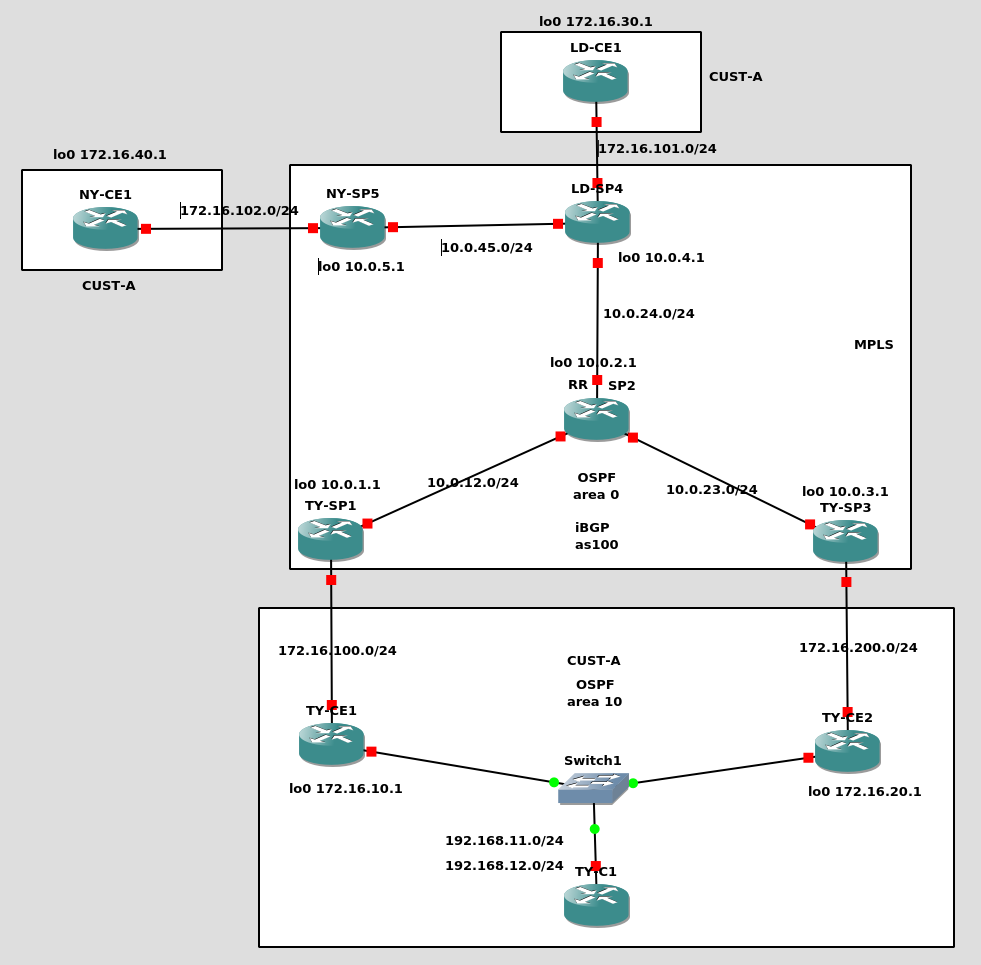 lo0 172.16.30.1
LD-CE1
CUST-A
172.16.101.0/24
lo0 172.16.40.1
NY-CE1
172.16.102.0/24
CUST-A
NY-SP5
lo0 10.0.5.1
10.0.45.0/24
LD-SP4
lo0 10.0.4.1
10.0.24.0/24
MPLS
lo0 10.0.2.1
RR
SP2
10.0.12.0/24
10.0.23.0/24
OSPF
area 0
iBGP
as100
lo0 10.0.1.1
TY-SP1
lo0 10.0.3.1
TY-SP3
172.16.100.0/24
172.16.200.0/24
CUST-A
OSPF
area 10
TY-CE1
lo0 172.16.10.1
TY-CE2
lo0 172.16.20.1
Switch1
192.168.11.0/24
192.168.12.0/24
TY-C1